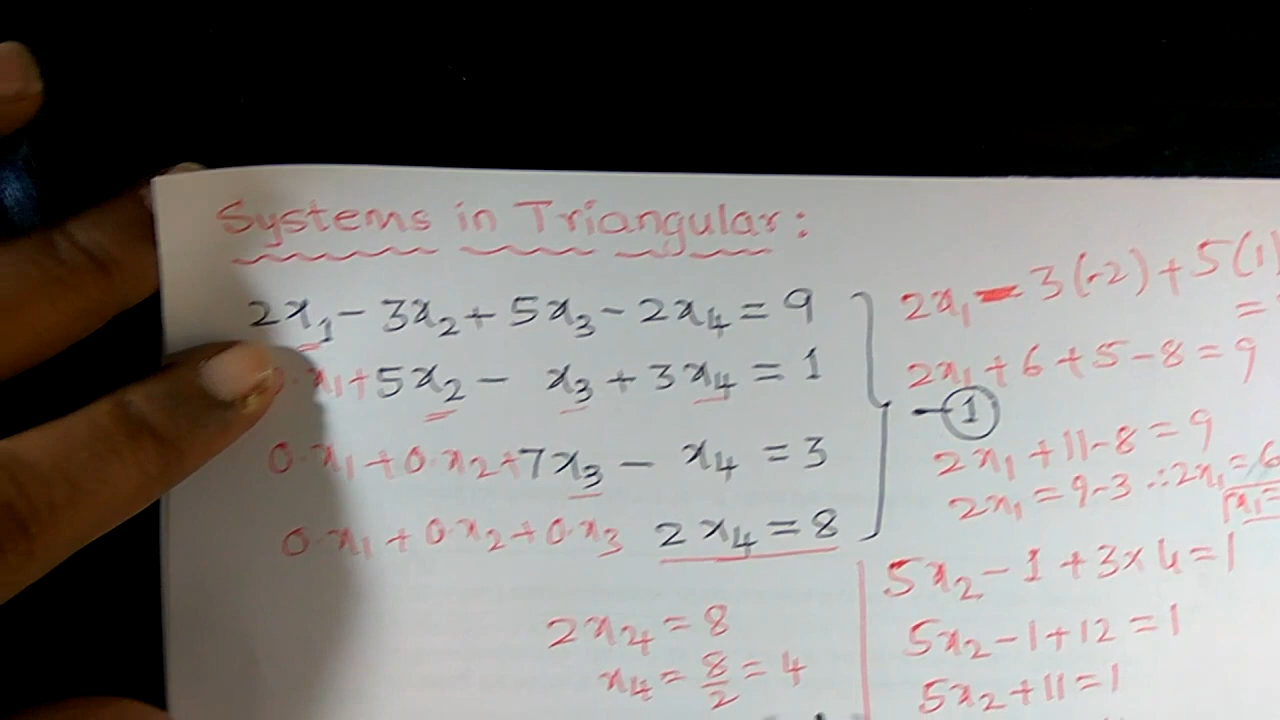 Systems in Triangular:
2x₁ - 3x₂ + 5x₃ - 2x₄ = 9
x₁ + 5x₂ - x₃ + 3x₄ = 1
0·x₁ + 0·x₂ + 7x₃ - x₄ = 3
0·x₁ + 0·x₂ + 0·x₃ 2x₄ = 8
2x₄ = 8
x₄ = 8/2 = 4
2x₁ - 3(-2) + 5(1)
=
2x₁ + 6 + 5 - 8 = 9
- ①
2x₁ + 11 - 8 = 9
2x₁ = 9 - 3 ∴ 2x₁ = 6
x₁ =
5x₂ - 1 + 3 × 4 = 1
5x₂ - 1 + 12 = 1
5x₂ + 11 = 1